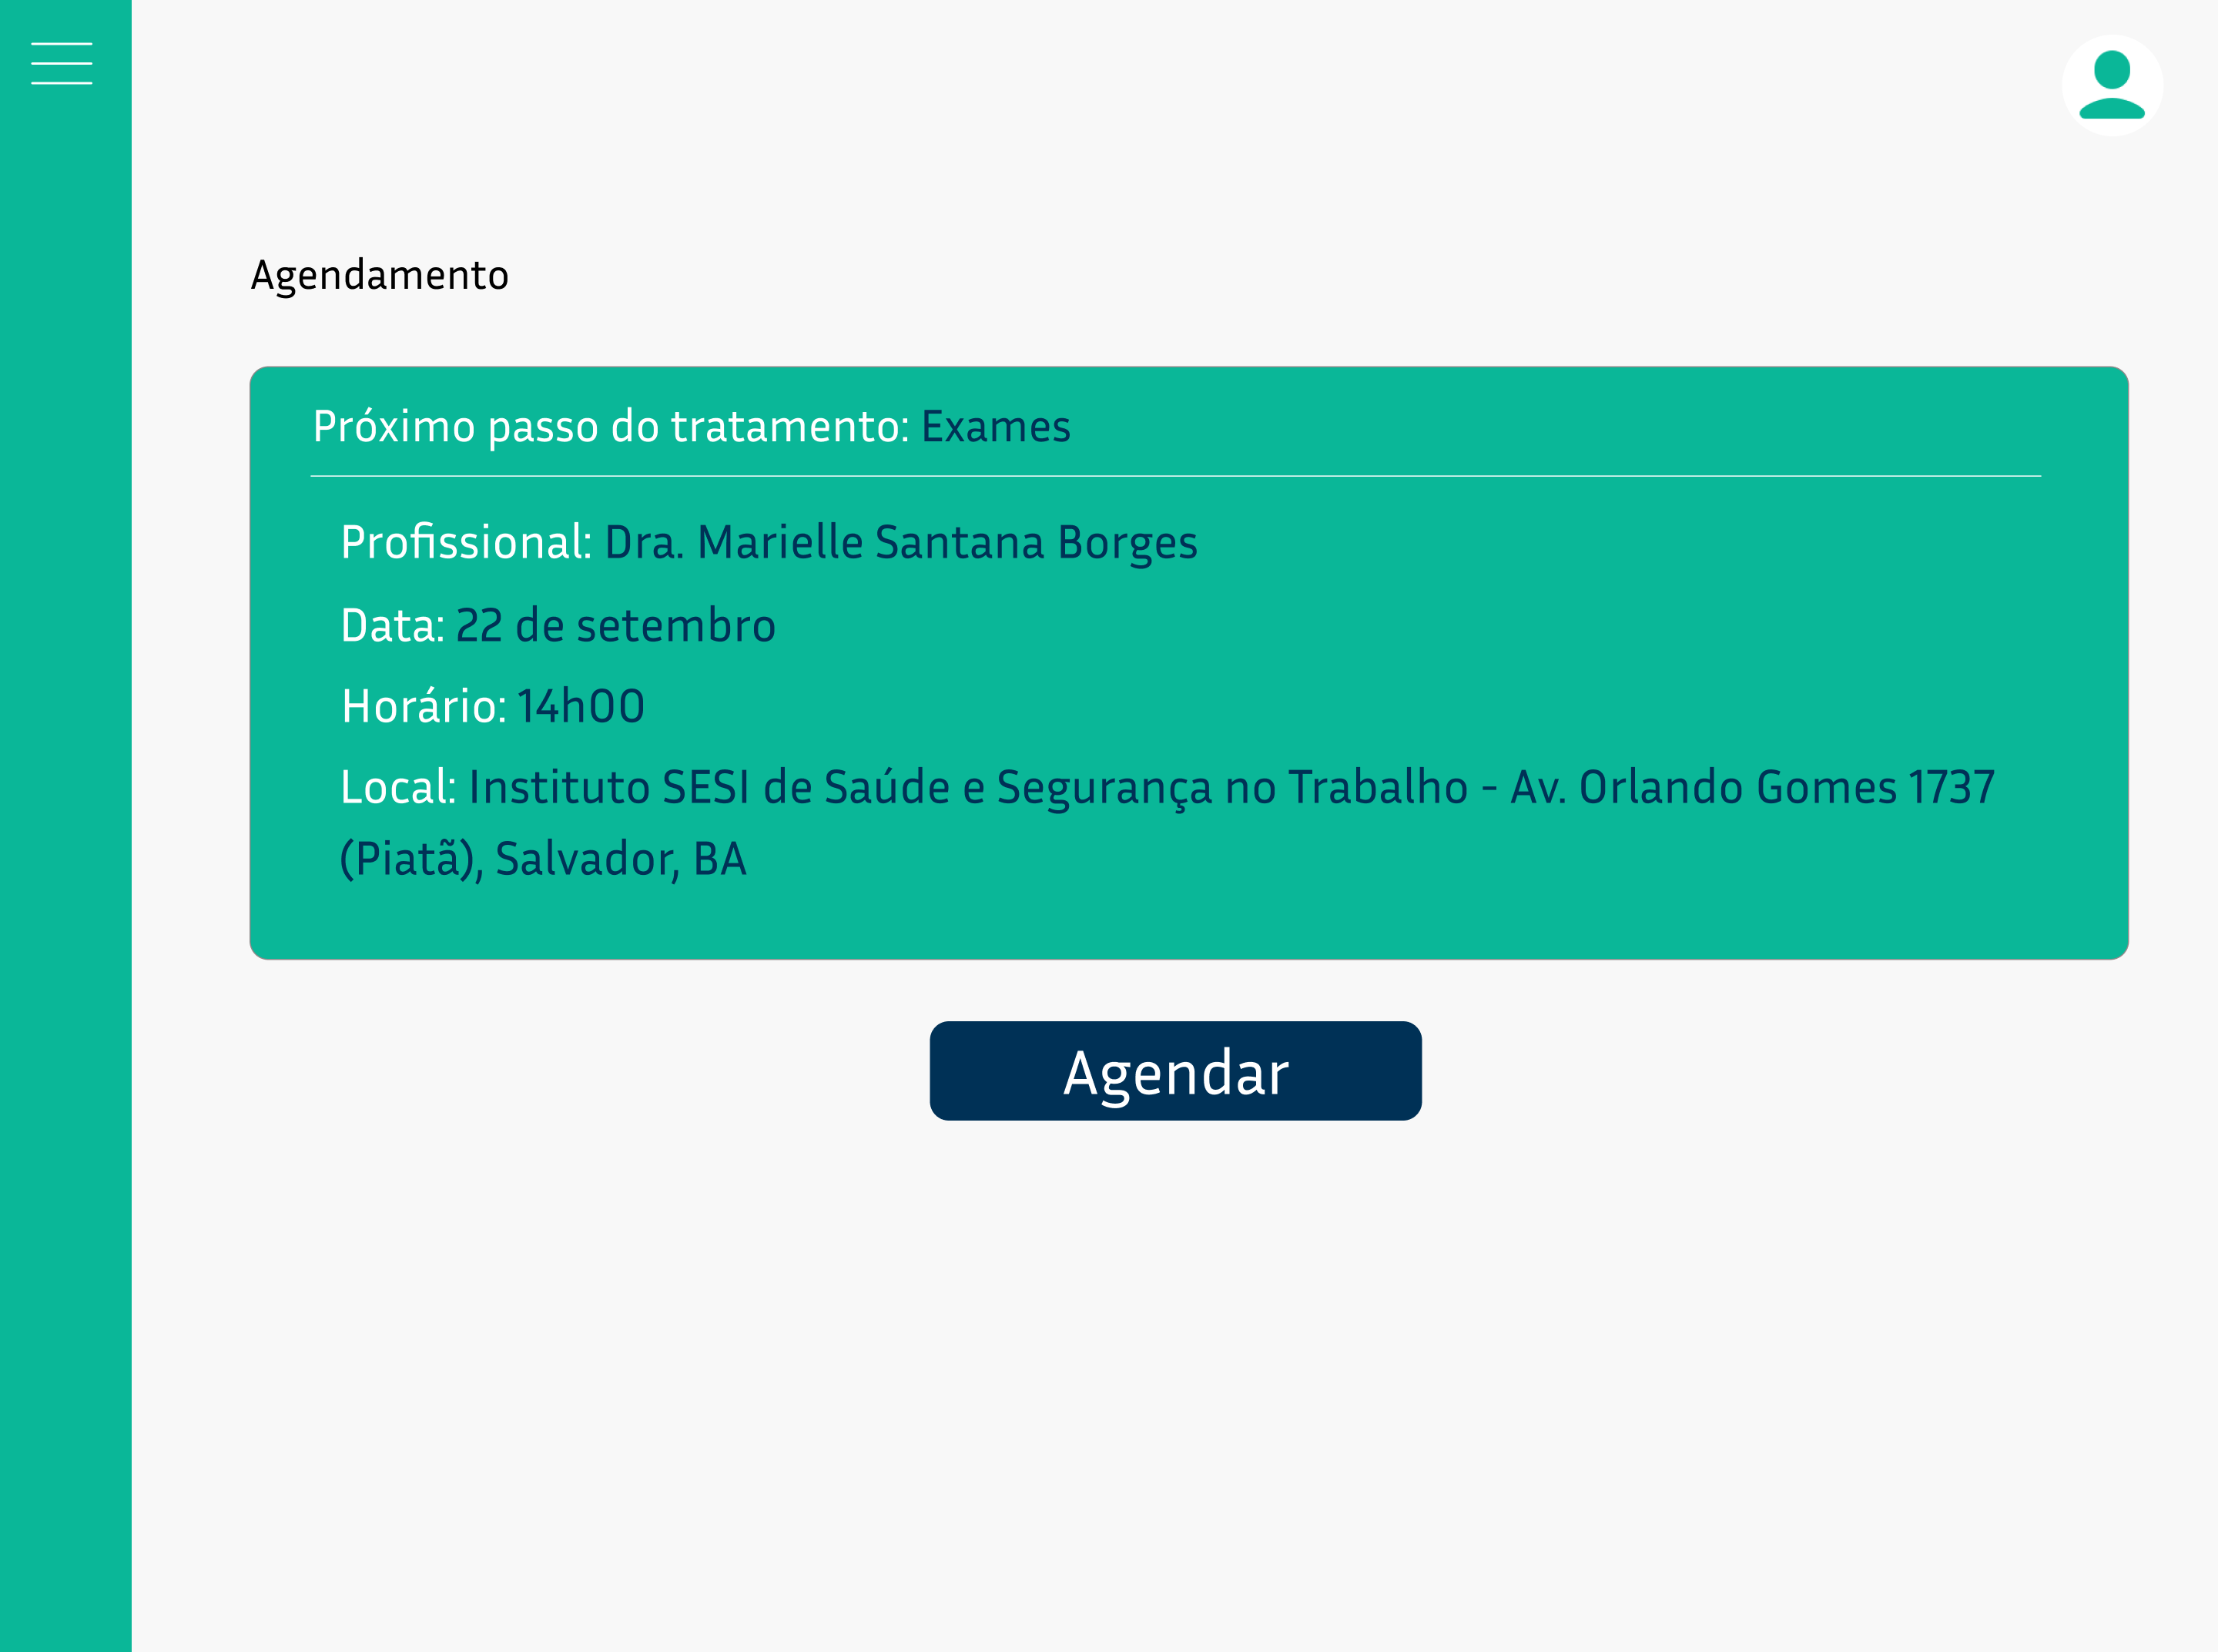 Agendamento
Próximo passo do tratamento: Exames
Profissional: Dra. Marielle Santana Borges
Data: 22 de setembro
Horário: 14h00
Local: Instituto SESI de Saúde e Segurança no Trabalho - Av. Orlando Gomes 1737
(Piatã), Salvador, BA
Agendar